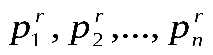 $p_1^r, p_2^r, ..., p_n^r$